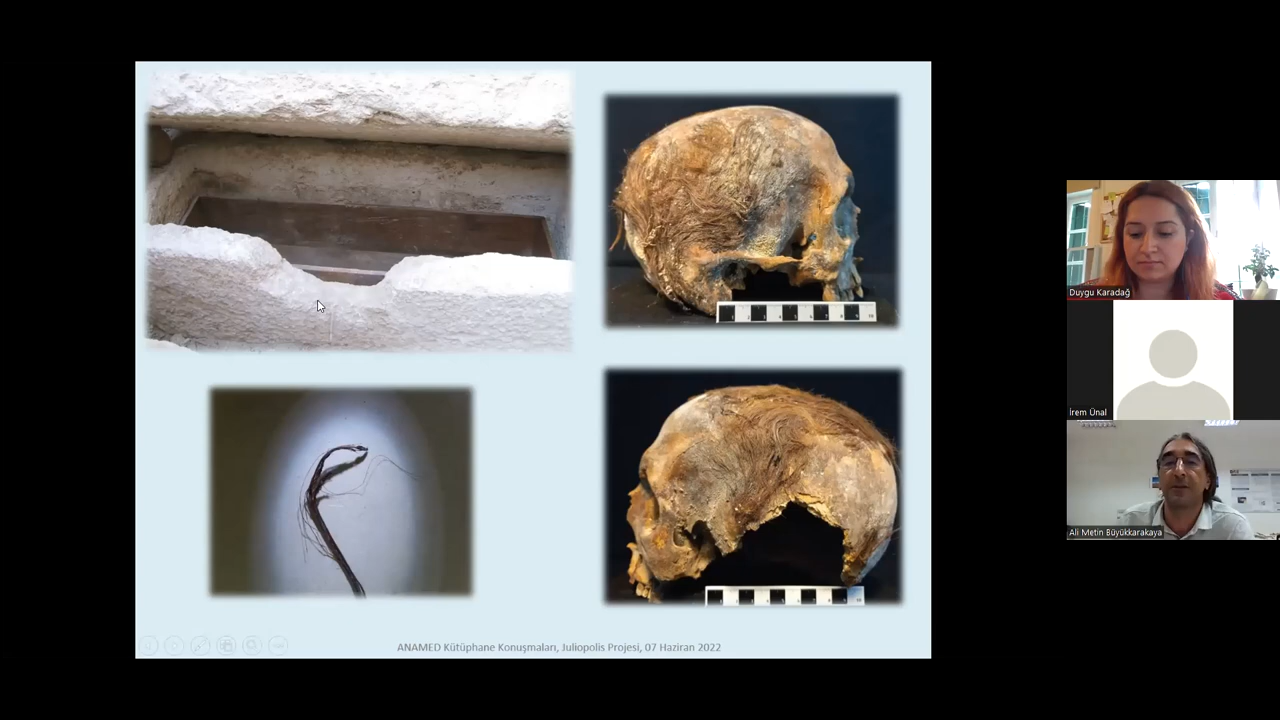 Duygu Karadağ
İrem Ünal
Ali Metin Büyükkarakaya
ANAMED Kütüphane Konuşmaları, Juliopolis Projesi, 07 Haziran 2022